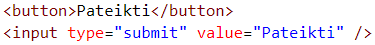 <button>Pateikti</button>
<input type="submit" value="Pateikti" />